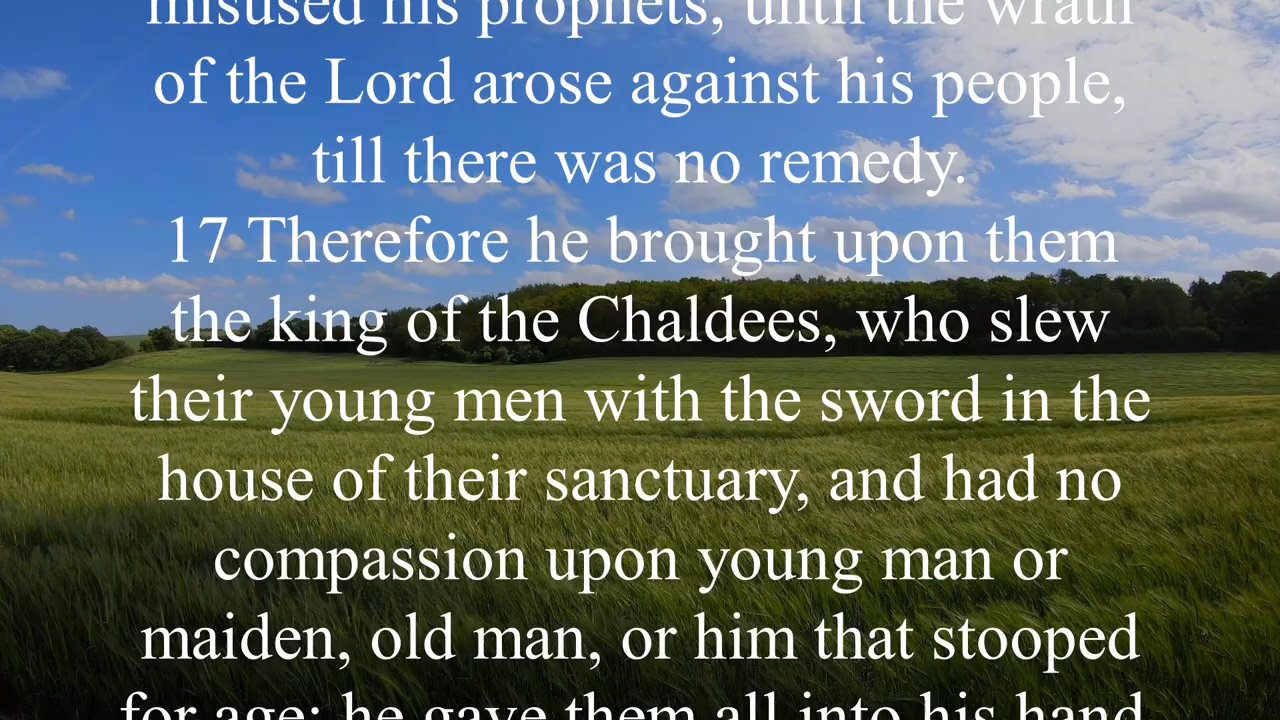 misused his prophets, until the wrath
of the Lord arose against his people,
till there was no remedy.
17 Therefore he brought upon them
the king of the Chaldees, who slew
their young men with the sword in the
house of their sanctuary, and had no
compassion upon young man or
maiden, old man, or him that stooped
for age: he gave them all into his hand.